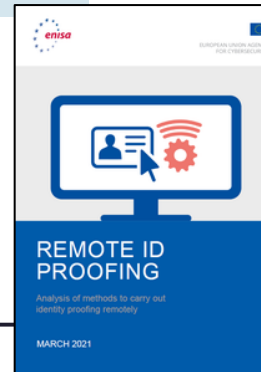 enisa
EUROPEAN UNION AGEN
FOR CYBERSECURI
REMOTE ID
PROOFING
Analysis of methods to carry out
identity proofing remotely
MARCH 2021